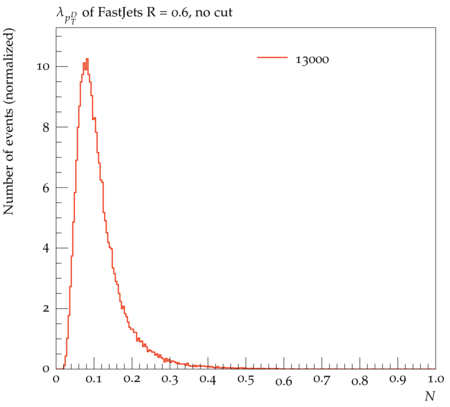 λ_{p_T^D} of FastJets R = 0.6, no cut
Number of events (normalized)
13000
10
8
6
4
2
0
0 0.1 0.2 0.3 0.4 0.5 0.6 0.7 0.8 0.9 1.0
N